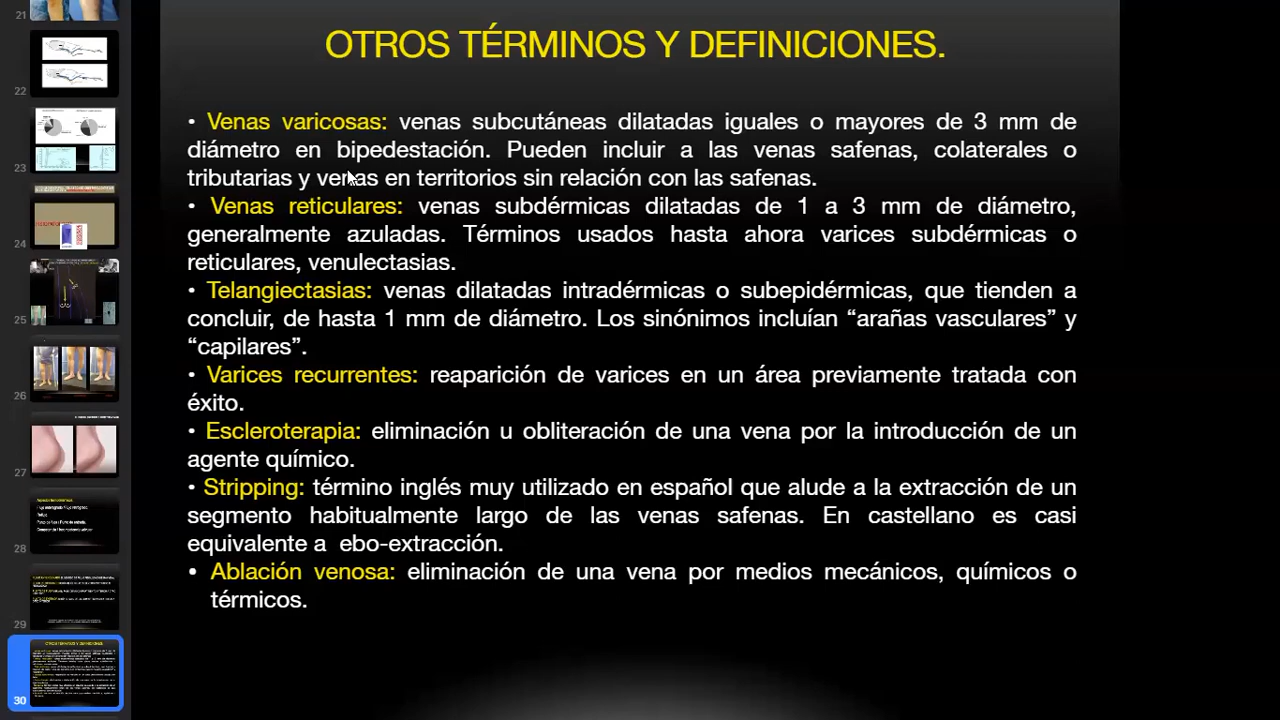 OTROS TÉRMINOS Y DEFINICIONES.
• Venas varicosas: venas subcutáneas dilatadas iguales o mayores de 3 mm de
diámetro en bipedestación. Pueden incluir a las venas safenas, colaterales o
tributarias y venas en territorios sin relación con las safenas.
• Venas reticulares: venas subdérmicas dilatadas de 1 a 3 mm de diámetro,
generalmente azuladas. Términos usados hasta ahora varices subdérmicas o
reticulares, venulectasias.
• Telangiectasias: venas dilatadas intradérmicas o subepidérmicas, que tienden a
concluir, de hasta 1 mm de diámetro. Los sinónimos incluían “arañas vasculares” y
“capilares”.
• Varices recurrentes: reaparición de varices en un área previamente tratada con
éxito.
• Escleroterapia: eliminación u obliteración de una vena por la introducción de un
agente químico.
• Stripping: término inglés muy utilizado en español que alude a la extracción de un
segmento habitualmente largo de las venas safenas. En castellano es casi
equivalente a ebo-extracción.
• Ablación venosa: eliminación de una vena por medios mecánicos, químicos o
térmicos.
21
22
23
24
25
26
27
28
29
30